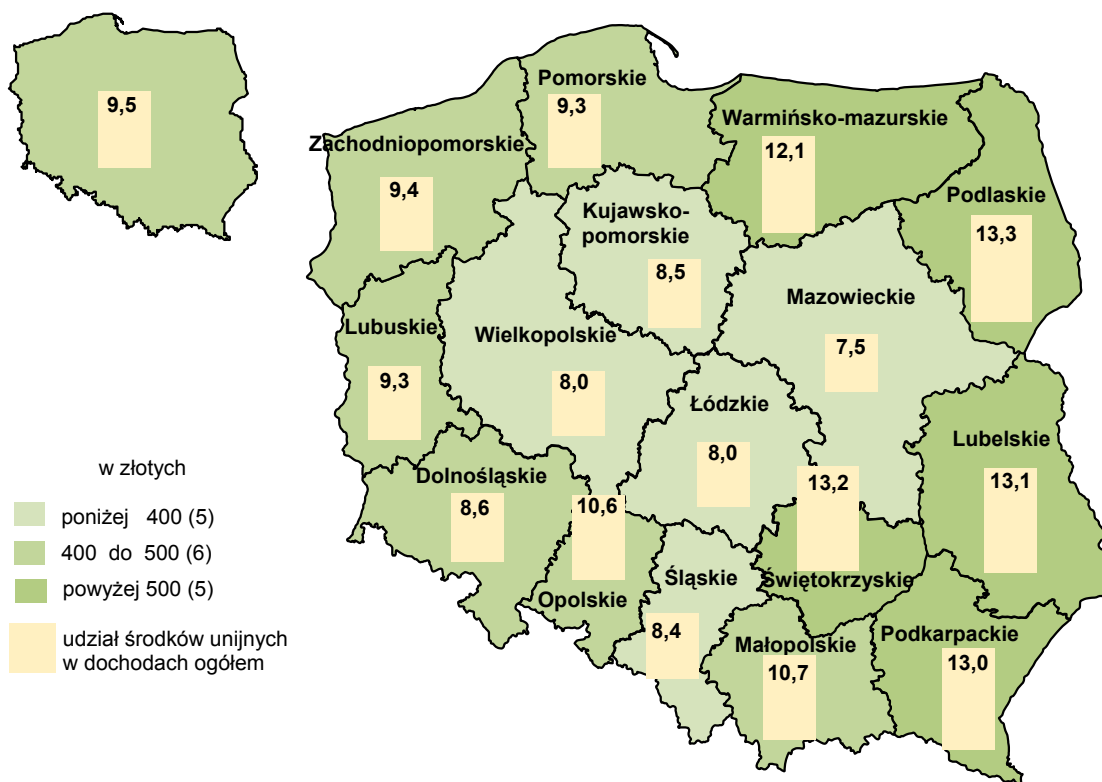 9,5
Pomorskie
9,3
Warmińsko-mazurskie
12,1
Zachodniopomorskie
9,4
Podlaskie
13,3
Kujawsko-
pomorskie
8,5
Mazowieckie
7,5
Lubuskie
9,3
Wielkopolskie
8,0
Łódzkie
8,0
Lubelskie
13,1
Dolnośląskie
8,6
10,6
Opolskie
13,2
Świętokrzyskie
Śląskie
8,4
Małopolskie
10,7
Podkarpackie
13,0
w złotych
poniżej 400 (5)
400 do 500 (6)
powyżej 500 (5)
udział środków unijnych
w dochodach ogółem